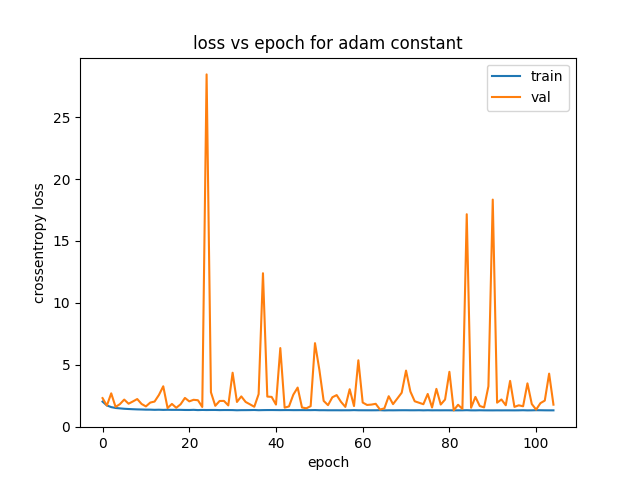 loss vs epoch for adam constant
train
val
crossentropy loss
25
20
15
10
5
0
0 20 40 60 80 100
epoch